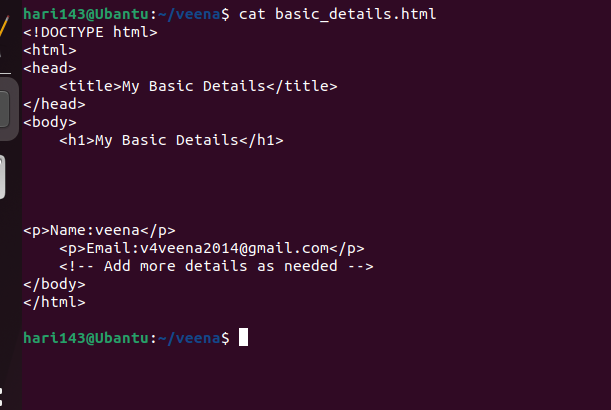 hari143@Ubantu:~/veena$ cat basic_details.html
<!DOCTYPE html>
<html>
<head>
    <title>My Basic Details</title>
</head>
<body>
    <h1>My Basic Details</h1>
<p>Name:veena</p>
    <p>Email:v4veena2014@gmail.com</p>
    <!-- Add more details as needed -->
</body>
</html>
hari143@Ubantu:~/veena$